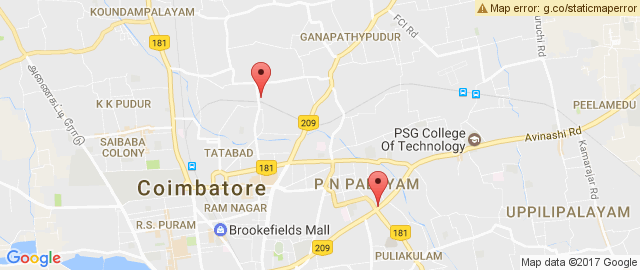 KOUNDAMPALAYAM
Map error: g.co/staticmaperror
FCI Rd
GANAPATHYPUDUR
181
K K PUDUR
209
PEELAMEDU
SAIBABA
COLONY
TATABAD
PSG College
Of Technology
Avinashi Rd
Kamarajar Rd
181
Coimbatore
P N PALAYAM
RAM NAGAR
R.S. PURAM
Brookefields Mall
UPPILIPALAYAM
209
181
PULIAKULAM
Google
Map data ©2017 Google